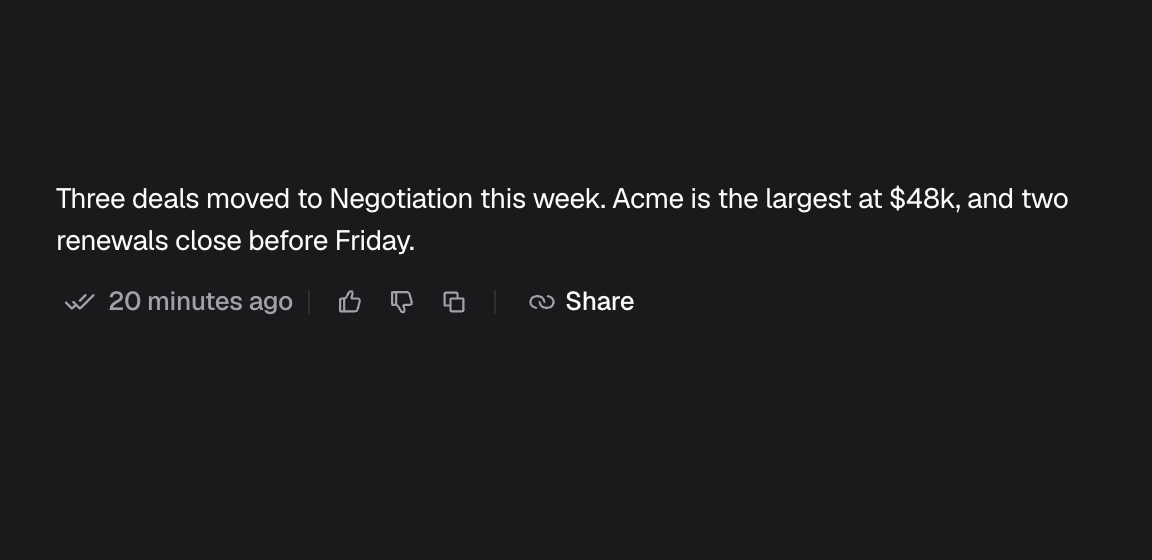 Three deals moved to Negotiation this week. Acme is the largest at $48k, and two
renewals close before Friday.
20 minutes ago Share